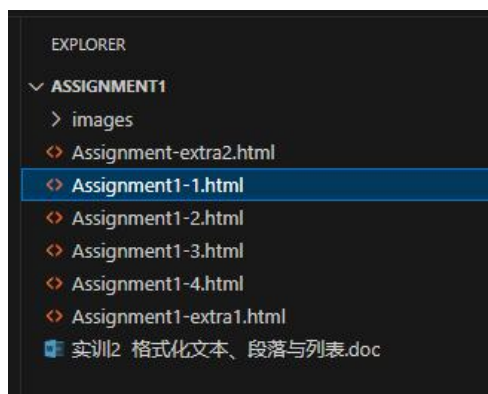 EXPLORER
ASSIGNMENT1
images
Assignment-extra2.html
Assignment1-1.html
Assignment1-2.html
Assignment1-3.html
Assignment1-4.html
Assignment1-extra1.html
实训2 格式化文本、段落与列表.doc